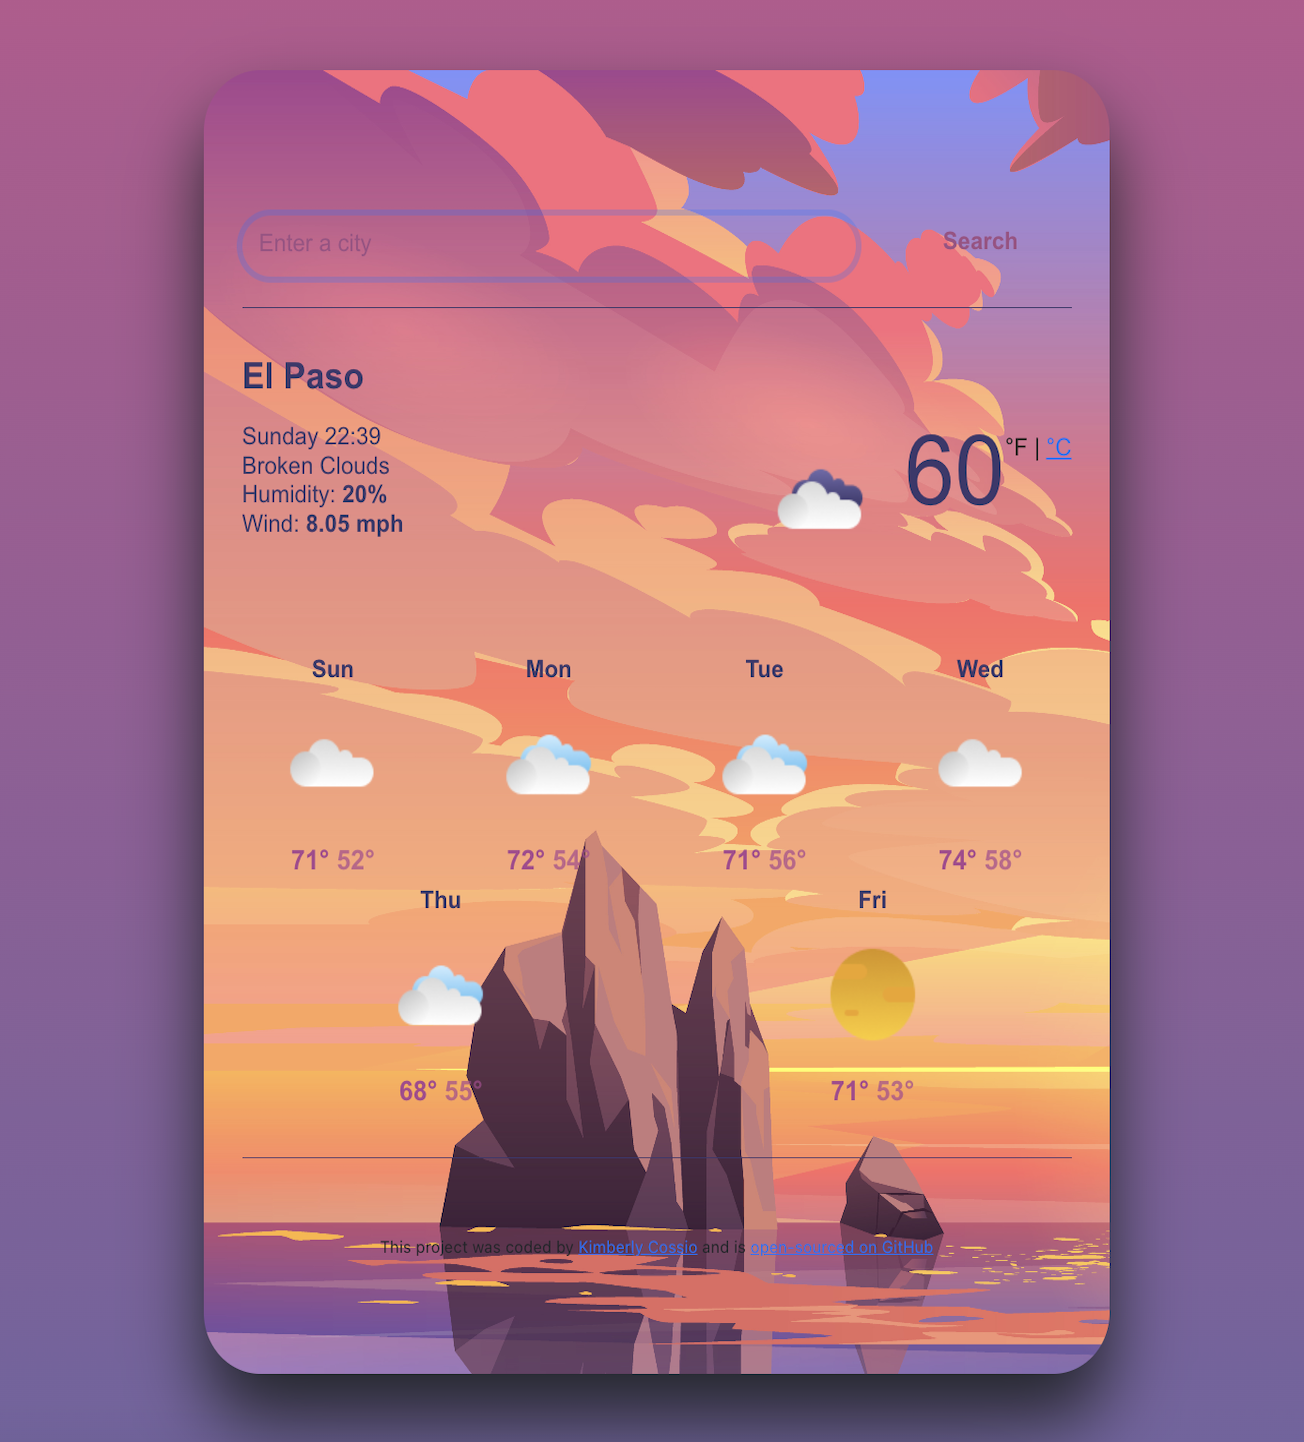 Enter a city
Search
El Paso
Sunday 22:39
Broken Clouds
Humidity: 20%
Wind: 8.05 mph
60 °F | °C
Sun Mon Tue Wed
71° 52° 72° 54° 71° 56° 74° 58°
Thu Fri
68° 55° 71° 53°
This project was coded by Kimberly Cossio and is open-sourced on GitHub